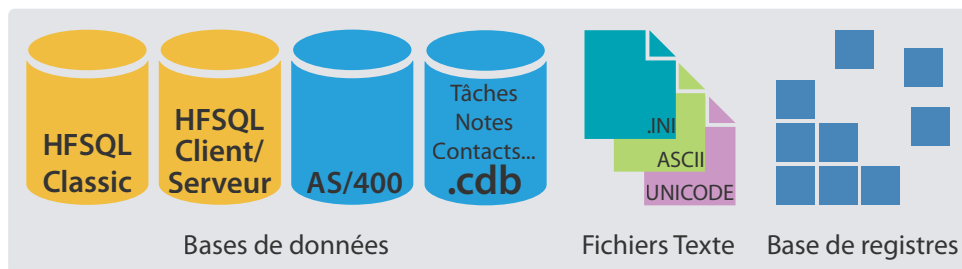 HFSQL
Classic
HFSQL
Client/
Serveur
AS/400
Tâches
Notes
Contacts...
.cdb
.INI
ASCII
UNICODE
Bases de données
Fichiers Texte
Base de registres